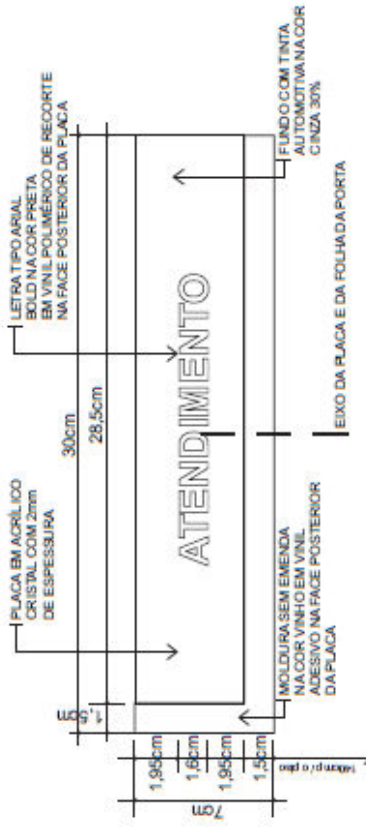 PLACA EM ACRÍLICO
CRISTAL COM 2mm
DE ESPESSURA
LETRA TIPO ARIAL
BOLD NA COR PRETA
EM VINIL POLIMÉRICO DE RECORTE
NA FACE POSTERIOR DA PLACA
30cm
28,5cm
1,5cm
ATENDIMENTO
1,95cm
1,6cm
1,95cm
1,5cm
7cm
MOLDURA SEM EMENDA
NA COR VINHO EM VINIL
ADESIVO NA FACE POSTERIOR
DA PLACA
EIXO DA PLACA E DA FOLHA DA PORTA
FUNDO COM TINTA
AUTOMOTIVA NA COR
CINZA 30%